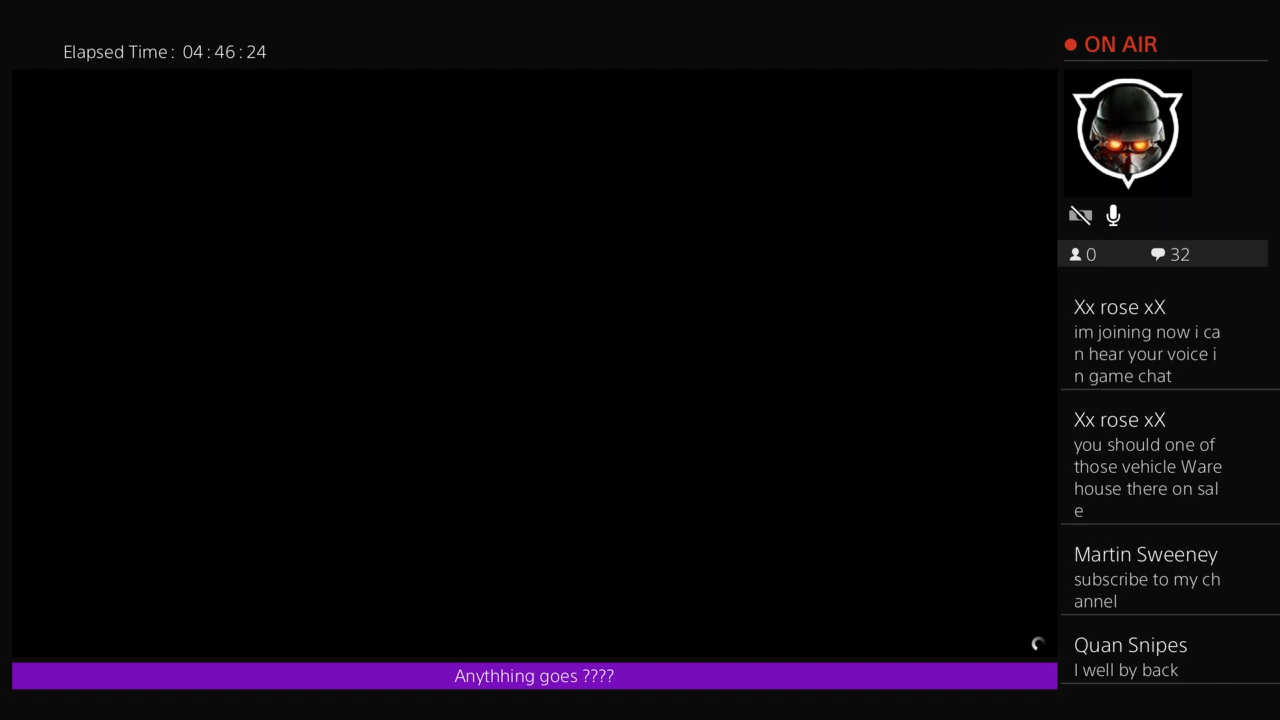 Elapsed Time: 04:46:24
ON AIR
0 32
Xx rose xX
im joining now i ca
n hear your voice i
n game chat
Xx rose xX
you should one of
those vehicle Ware
house there on sal
e
Martin Sweeney
subscribe to my ch
annel
Quan Snipes
I well by back
Anythhing goes ????